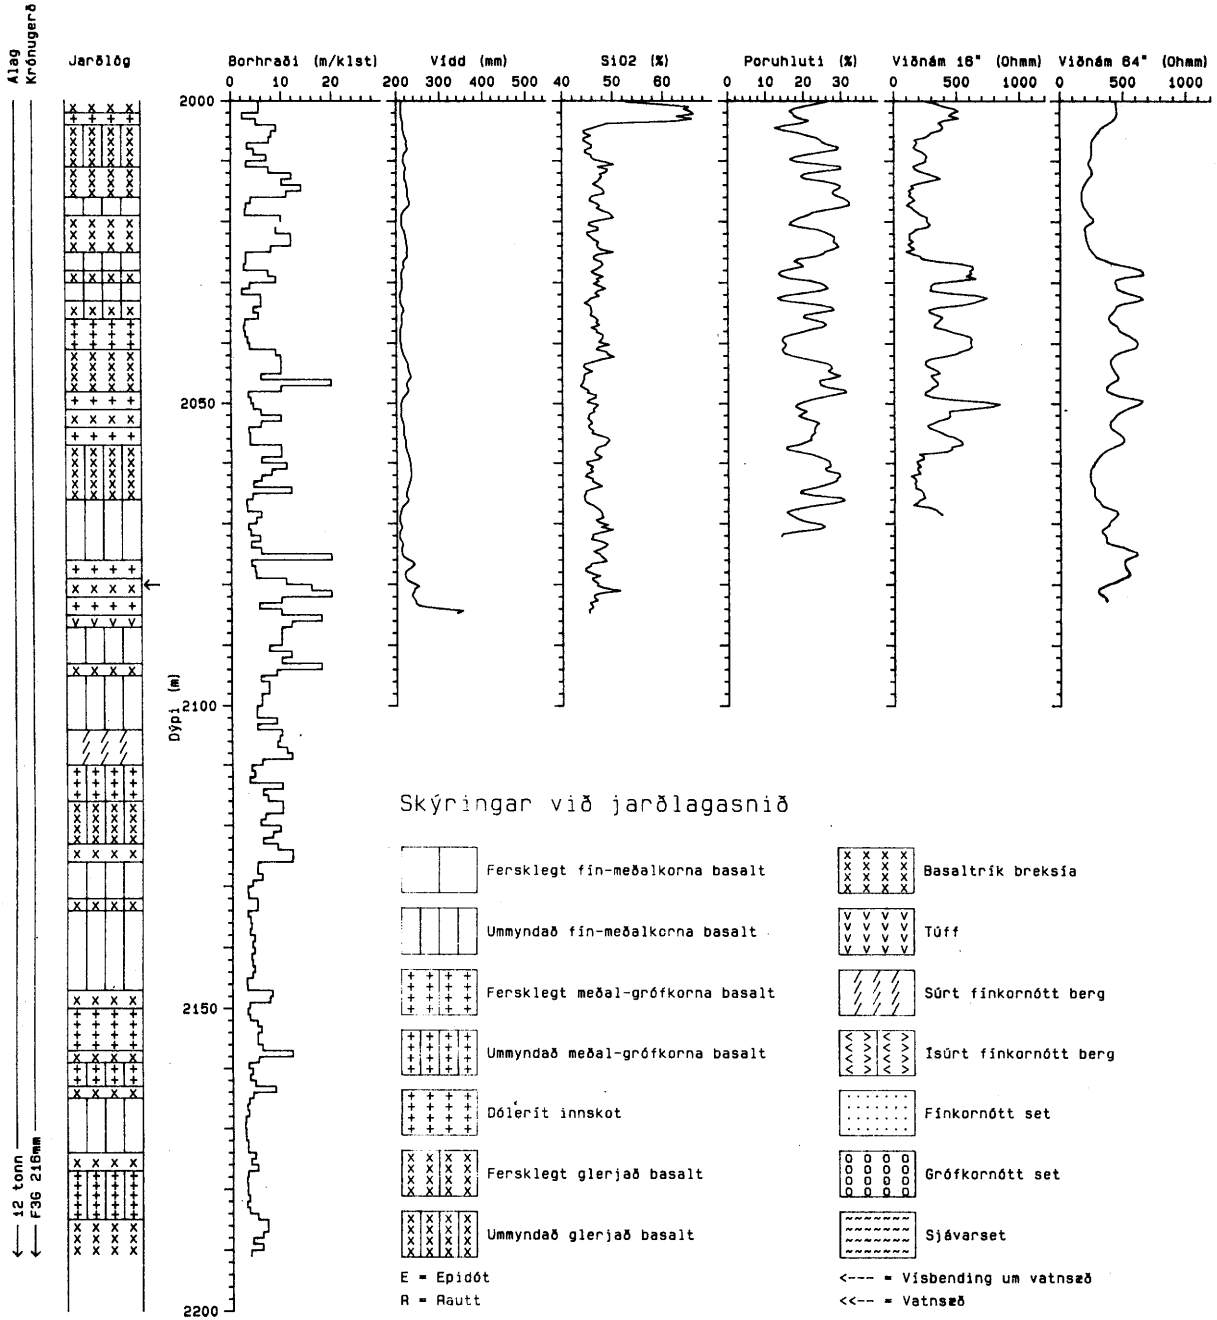 Álag
Krónugerð
Jarðlög
Borhraði (m/klst)
Vídd (mm)
SiO2 (%)
Poruhluti (%)
Viðnám 16" (Ohmm)
Viðnám 64" (Ohmm)
0 10 20
200 300 400 500
40 50 60
10 20 30
0 500 1000
0 500 1000
2000
2050
2100
2150
2200
Dýpi (m)
12 tonn
F3G 216mm
Skýringar við jarðlagasnið
Fersklegt fín-meðalkorna basalt
Ummyndað fín-meðalkorna basalt
Fersklegt meðal-grófkorna basalt
Ummyndað meðal-grófkorna basalt
Dólerít innskot
Fersklegt glerjað basalt
Ummyndað glerjað basalt
E = Epidót
R = Rautt
Basaltrík breksía
Túff
Súrt fínkornótt berg
Ísúrt fínkornótt berg
Fínkornótt set
Grófkornótt set
Sjávarset
<--- = Vísbending um vatnsæð
<<-- = Vatnsæð